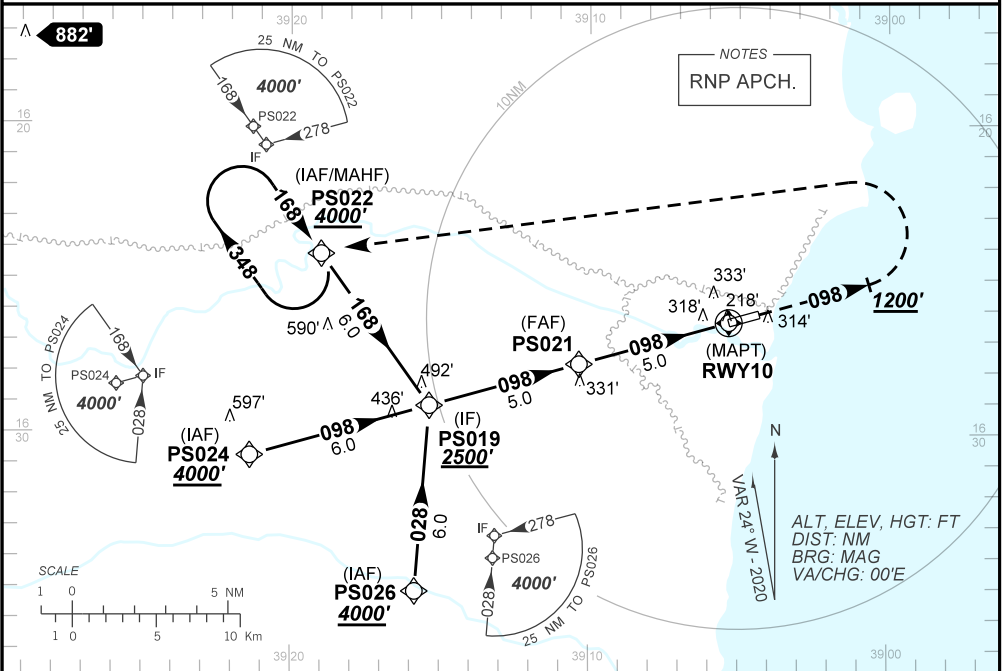 39 20
39 10
39 00
882'
25 NM TO PS022
4000'
168
PS022
278
IF
NOTES
RNP APCH.
10NM
16
20
16
20
(IAF/MAHF)
PS022
4000'
168
348
590'
168
6.0
333'
318'
218'
314'
098
1200'
(FAF)
PS021
098
5.0
(MAPT)
RWY10
331'
098
5.0
492'
436'
(IF)
PS019
2500'
25 NM TO PS024
168
PS024
IF
4000'
028
597'
(IAF)
PS024
4000'
098
6.0
16
30
16
30
028
6.0
(IAF)
PS026
4000'
IF
278
PS026
4000'
028
25 NM TO PS026
N
VAR 24° W - 2020
ALT, ELEV, HGT: FT
DIST: NM
BRG: MAG
VA/CHG: 00'E
SCALE
1 0 5 NM
1 0 5 10 Km
39 20
39 10
39 00